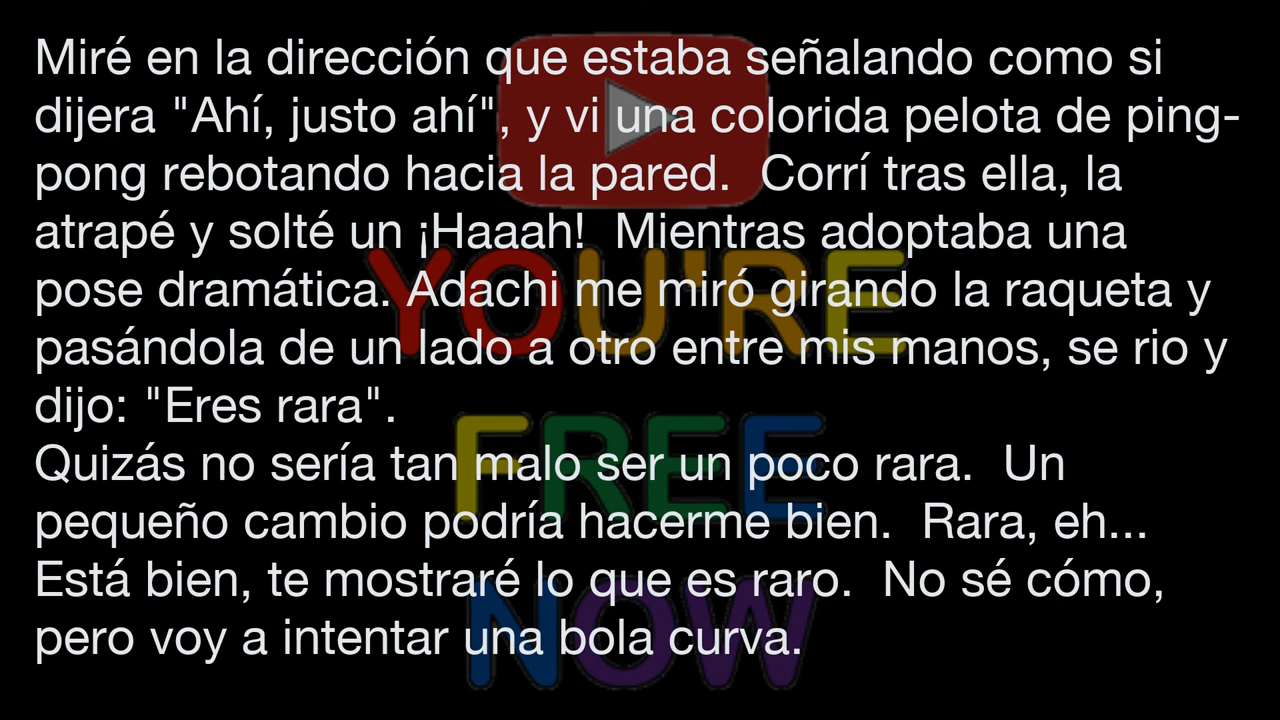 Miré en la dirección que estaba señalando como si
dijera "Ahí, justo ahí", y vi una colorida pelota de ping-
pong rebotando hacia la pared.  Corrí tras ella, la
atrapé y solté un ¡Haaah!  Mientras adoptaba una
pose dramática. Adachi me miró girando la raqueta y
pasándola de un lado a otro entre mis manos, se rio y
dijo: "Eres rara".
Quizás no sería tan malo ser un poco rara.  Un
pequeño cambio podría hacerme bien.  Rara, eh...
Está bien, te mostraré lo que es raro.  No sé cómo,
pero voy a intentar una bola curva.
YOU'RE
FREE
NOW